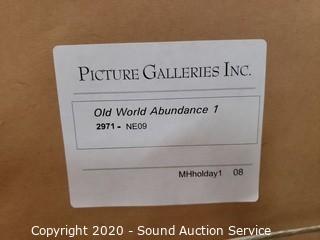 PICTURE GALLERIES INC.
Old World Abundance 1
2971 - NE09
MHholday1 08
Copyright 2020 - Sound Auction Service